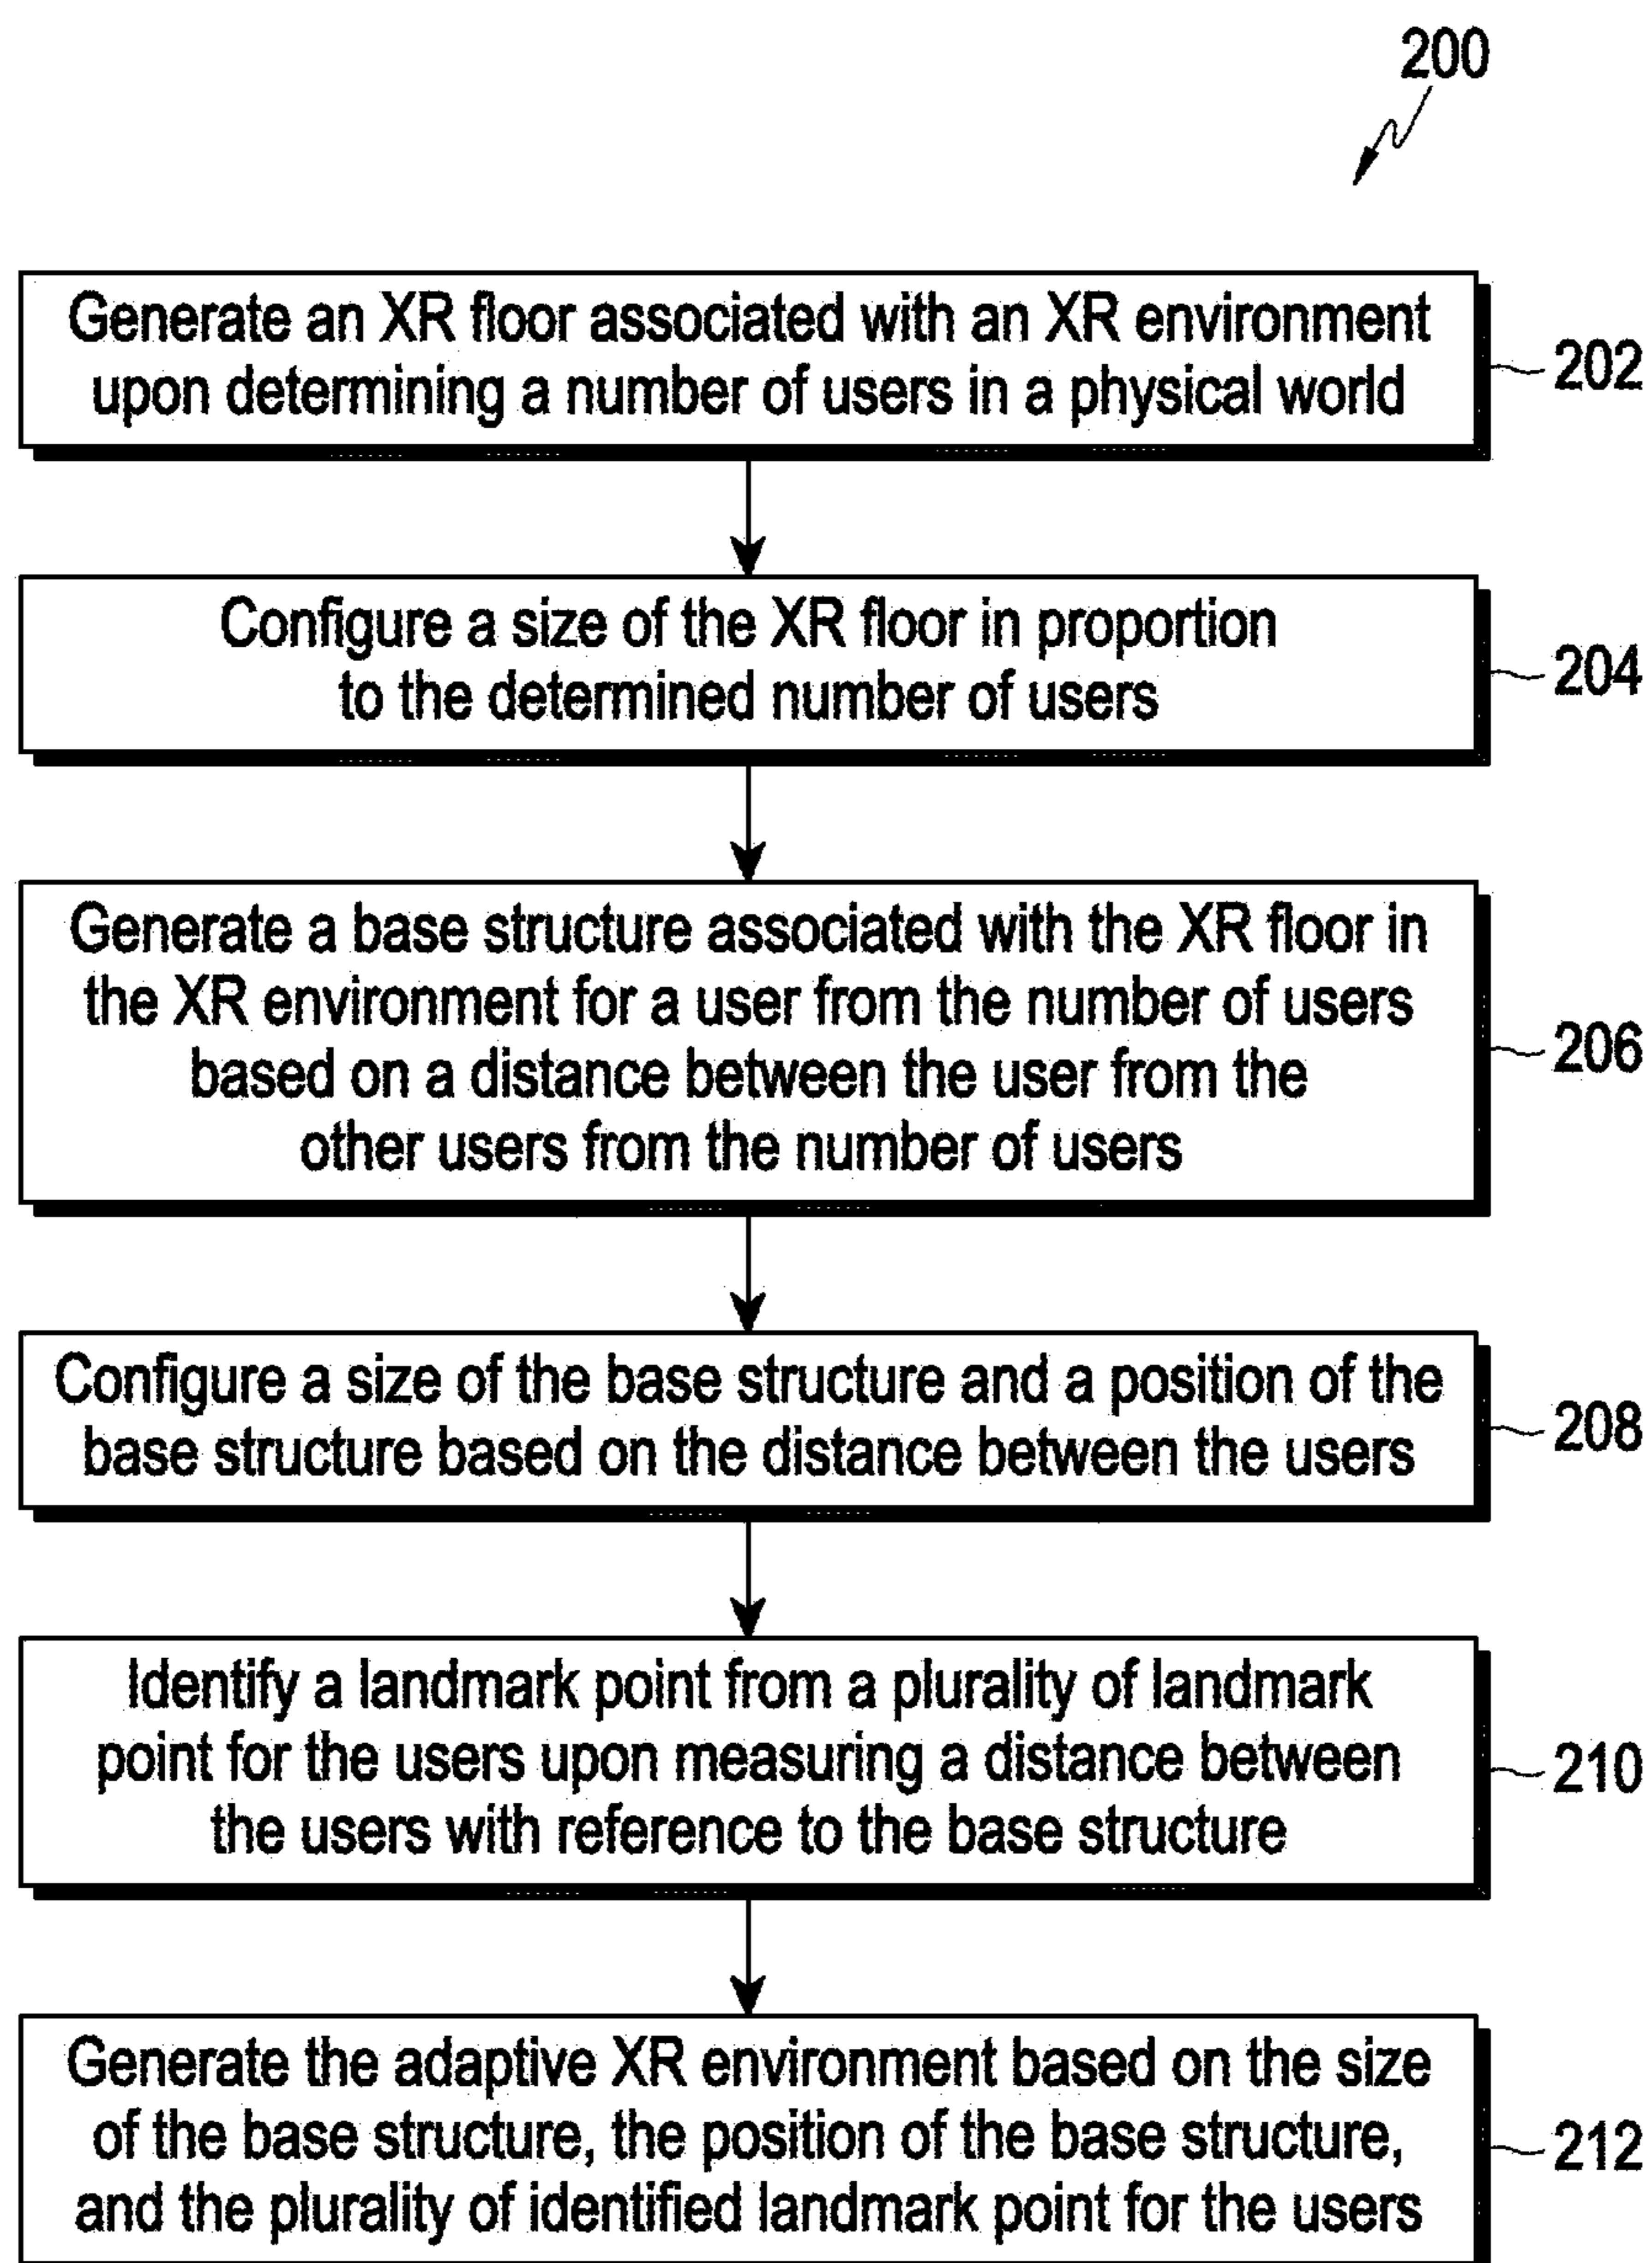 200
Generate an XR floor associated with an XR environment
upon determining a number of users in a physical world
202
Configure a size of the XR floor in proportion
to the determined number of users
204
Generate a base structure associated with the XR floor in
the XR environment for a user from the number of users
based on a distance between the user from the
other users from the number of users
206
Configure a size of the base structure and a position of the
base structure based on the distance between the users
208
Identify a landmark point from a plurality of landmark
point for the users upon measuring a distance between
the users with reference to the base structure
210
Generate the adaptive XR environment based on the size
of the base structure, the position of the base structure,
and the plurality of identified landmark point for the users
212